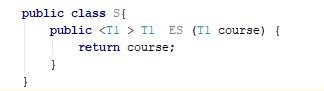 public class S{
public <T1 > T1  ES (T1 course) {
return course;
}
}